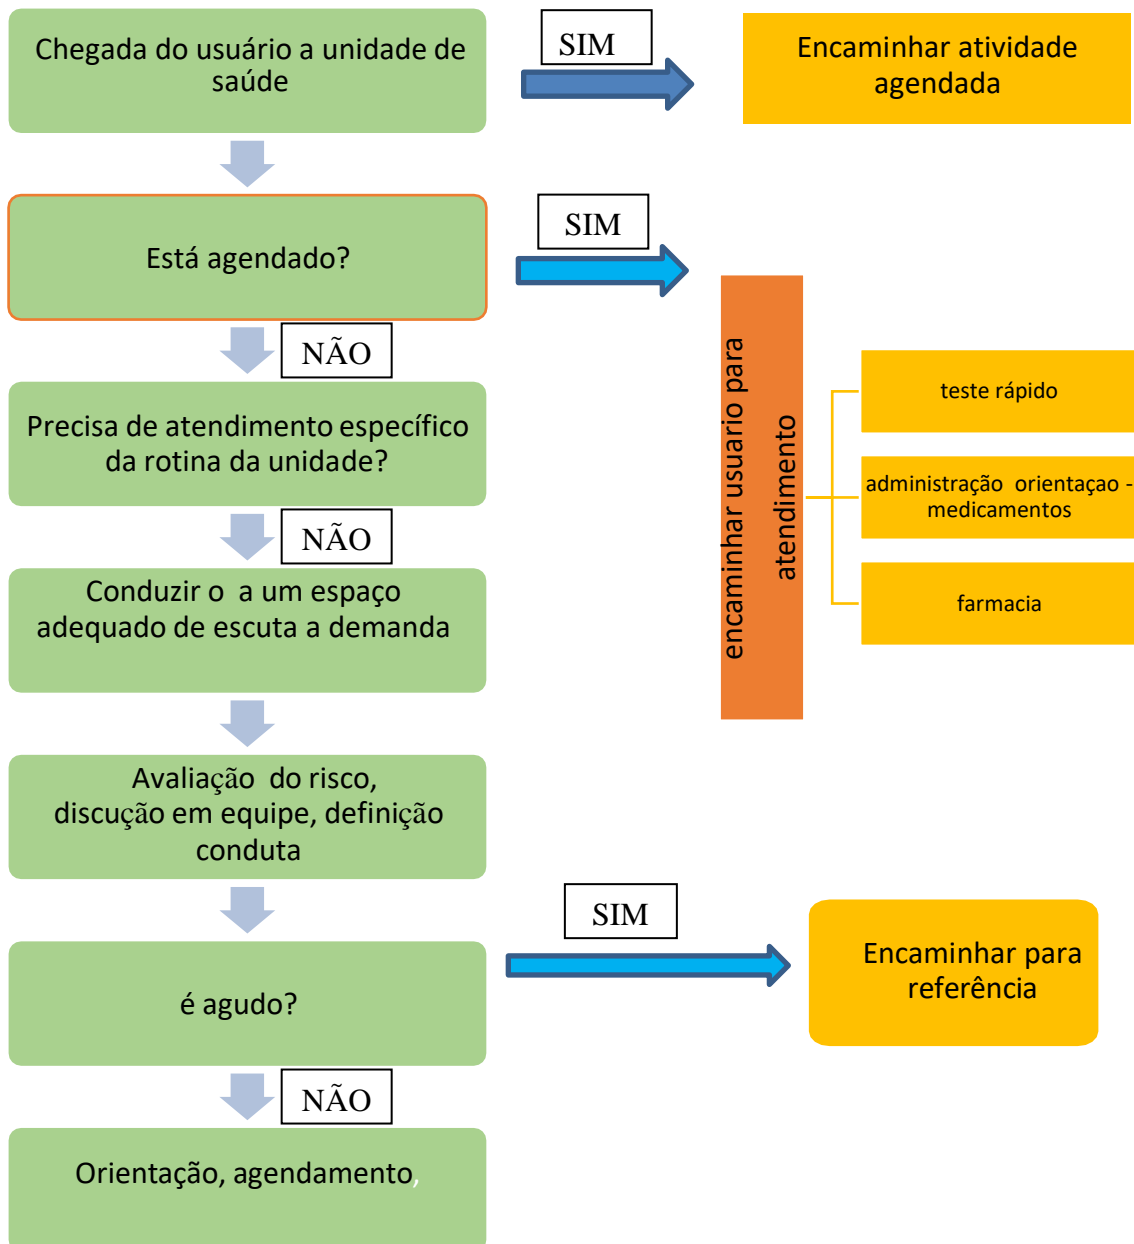 Chegada do usuário a unidade de
saúde
SIM
Encaminhar atividade
agendada
Está agendado?
SIM
encaminhar usuario para
atendimento
teste rápido
administração orientaçao -
medicamentos
farmacia
NÃO
Precisa de atendimento específico
da rotina da unidade?
NÃO
Conduzir o a um espaço
adequado de escuta a demanda
Avaliação do risco,
discução em equipe, definição
conduta
é agudo?
SIM
Encaminhar para
referência
NÃO
Orientação, agendamento,